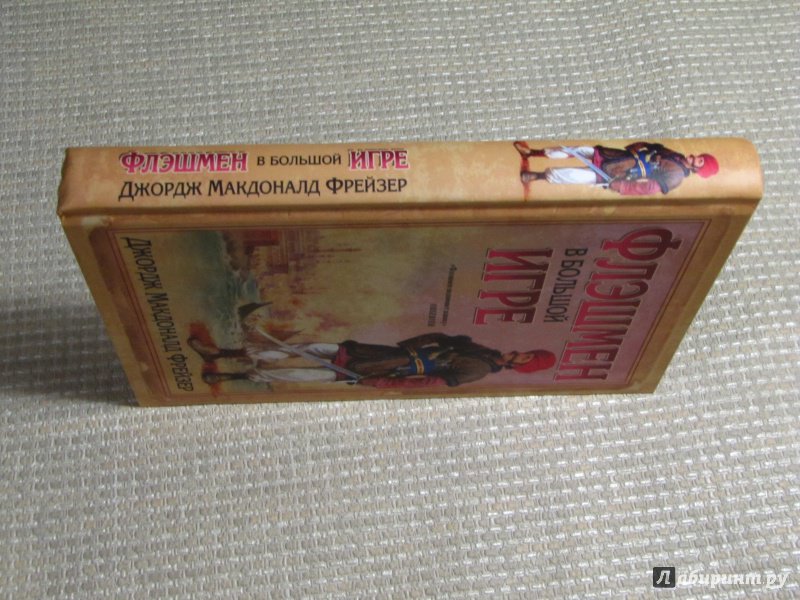 Флэшмен в большой Игре
Джордж Макдоналд Фрейзер
Флэшмен
в большой
Игре
Джордж Макдоналд Фрейзер
Лабиринт.ру